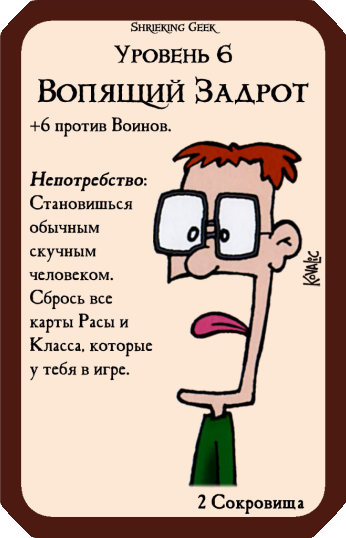 Shrieking Geek
Уровень 6
Вопящий Задрот
+6 против Воинов.
Непотребство:
Становишься
обычным
скучным
человеком.
Сбрось все
карты Расы и
Класса, которые
у тебя в игре.
Kovalic
2 Сокровища